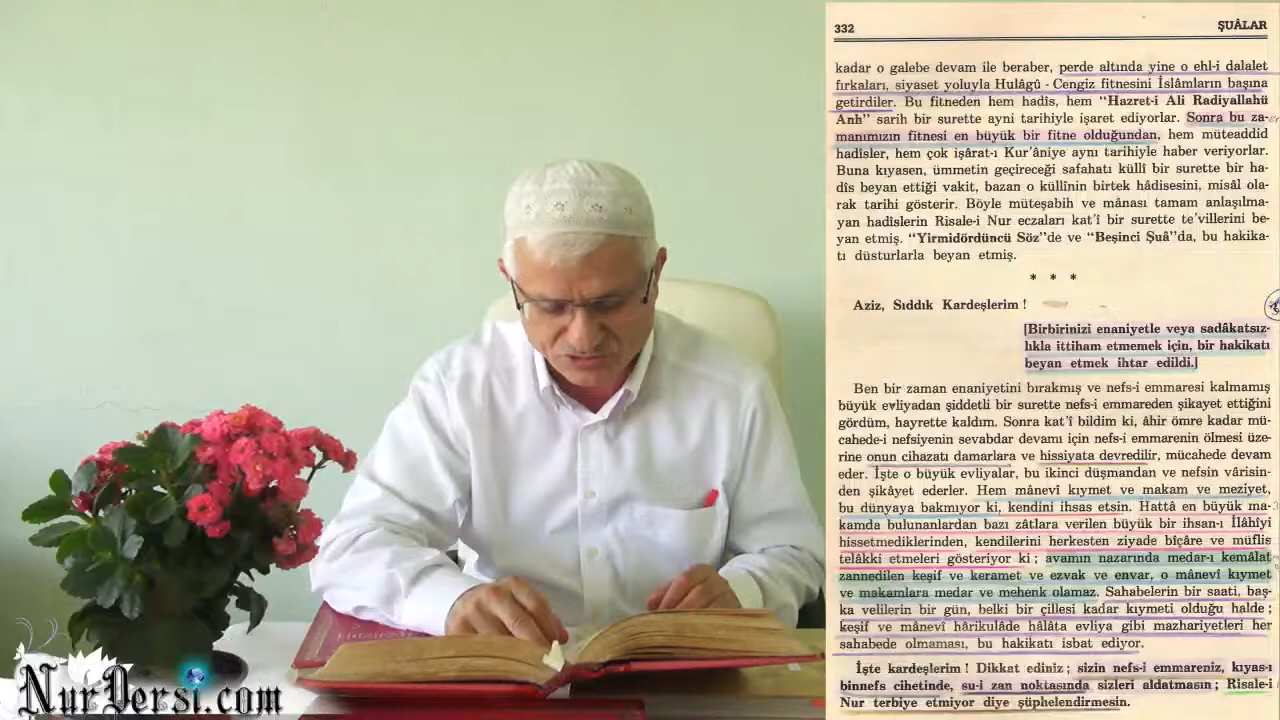 332
ŞUÂLAR
kadar o galebe devam ile beraber, perde altında yine o ehl-i dalalet
fırkaları, siyaset yoluyla Hulâgû - Cengiz fitnesini İslâmların başına
getirdiler. Bu fitneden hem hadîs, hem "Hazret-i Ali Radiyallahü
Anh" sarih bir surette ayni tarihiyle işaret ediyorlar. Sonra bu za-
manımızın fitnesi en büyük bir fitne olduğundan, hem müteaddid
hadîsler, hem çok işârat-ı Kur'âniye aynı tarihiyle haber veriyorlar.
Buna kıyasen, ümmetin geçireceği safahatı küllî bir surette bir ha-
dîs beyan ettiği vakit, bazan o küllînin birtek hâdisesini, misâl ola-
rak tarihi gösterir. Böyle müteşabih ve mânası tamam anlaşılma-
yan hadîslerin Risale-i Nur eczaları kat'î bir surette te'villerini be-
yan etmiş. "Yirmidördüncü Söz"de ve "Beşinci Şuâ"da, bu hakika-
tı düsturlarla beyan etmiş.
* * *
Aziz, Sıddık Kardeşlerim !
[Birbirinizi enaniyetle veya sadâkatsız-
lıkla ittiham etmemek için, bir hakikatı
beyan etmek ihtar edildi.]
Ben bir zaman enaniyetini bırakmış ve nefs-i emmaresi kalmamış
büyük evliyadan şiddetli bir surette nefs-i emmareden şikayet ettiğini
gördüm, hayrette kaldım. Sonra kat'î bildim ki, âhir ömre kadar mü-
cahede-i nefsiyenin sevabdar devamı için nefs-i emmarenin ölmesi üze-
rine onun cihazatı damarlara ve hissiyata devredilir, mücahede devam
eder. İşte o büyük evliyalar, bu ikinci düşmandan ve nefsin vârisin-
den şikâyet ederler. Hem mânevî kıymet ve makam ve meziyet,
bu dünyaya bakmıyor ki, kendini ihsas etsin. Hattâ en büyük ma-
kamda bulunanlardan bazı zâtlara verilen büyük bir ihsan-ı İlâhîyi
hissetmediklerinden, kendilerini herkesten ziyade bîçâre ve müflis
telâkki etmeleri gösteriyor ki ; avamın nazarında medar-ı kemâlat
zannedilen keşif ve keramet ve ezvak ve envar, o mânevî kıymet
ve makamlara medar ve mehenk olamaz. Sahabelerin bir saati, baş-
ka velilerin bir gün, belki bir çillesi kadar kıymeti olduğu halde ;
keşif ve mânevî hârikulâde hâlâta evliya gibi mazhariyetleri her
sahabede olmaması, bu hakikatı isbat ediyor.
İşte kardeşlerim ! Dikkat ediniz ; sizin nefs-i emmareniz, kıyas-ı
binnefs cihetinde, su-i zan noktasında sizleri aldatmasın ; Risale-i
Nur terbiye etmiyor diye şüphelendirmesin.
NurDersi.com